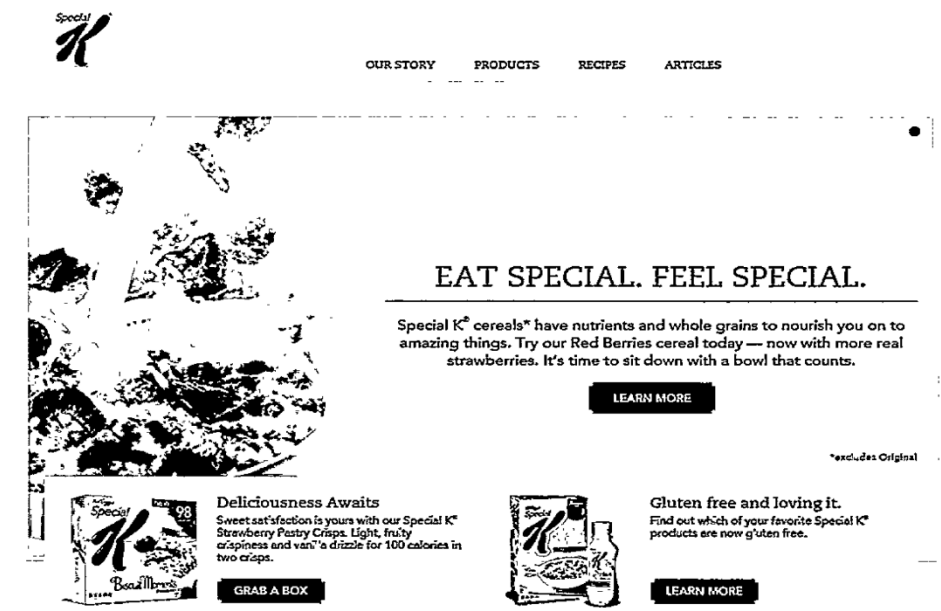 Special K
OUR STORY PRODUCTS RECIPES ARTICLES
EAT SPECIAL. FEEL SPECIAL.
Special K® cereals* have nutrients and whole grains to nourish you on to
amazing things. Try our Red Berries cereal today — now with more real
strawberries. It's time to sit down with a bowl that counts.
LEARN MORE
*excludes Original
Special K
98
Deliciousness Awaits
Sweet satisfaction is yours with our Special K®
Strawberry Pastry Crisps. Light, fruity
crispiness and vanilla drizzle for 100 calories in
two crisps.
GRAB A BOX
Special K
Gluten free and loving it.
Find out which of your favorite Special K®
products are now gluten free.
LEARN MORE